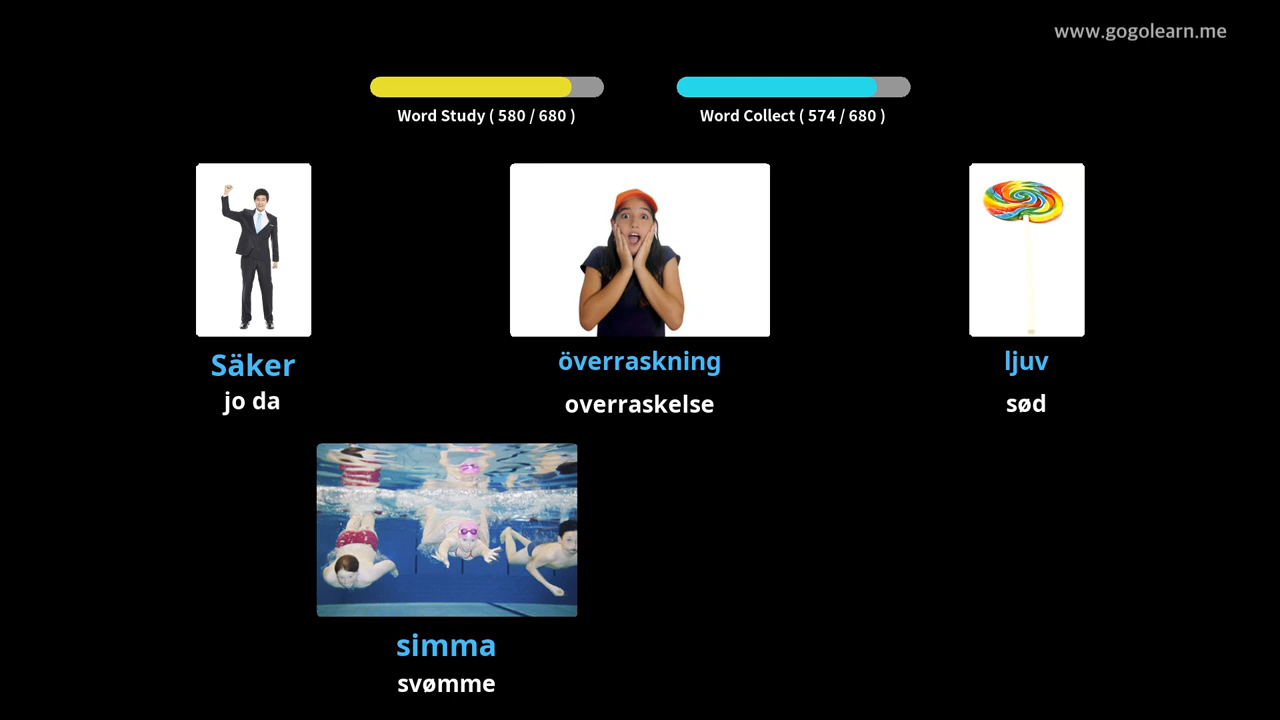 www.gogolearn.me
Word Study ( 580 / 680 )
Word Collect ( 574 / 680 )
Säker
jo da
överraskning
overraskelse
ljuv
sød
simma
svømme